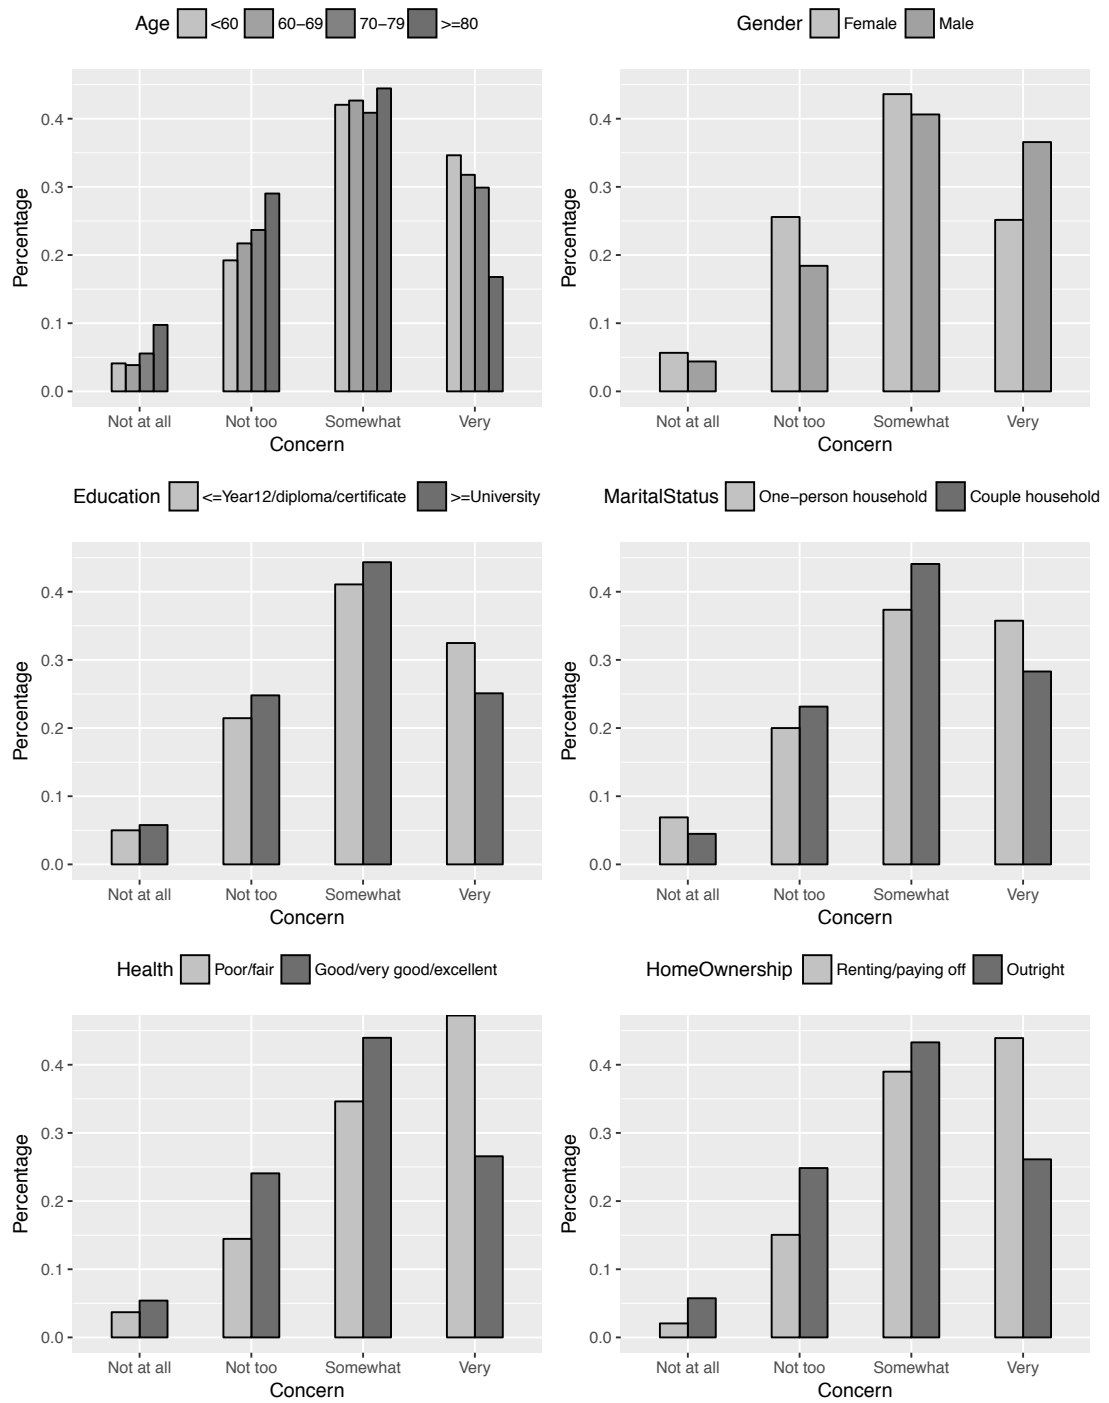 Age <60 60−69 70−79 >=80
Percentage
0.4
0.3
0.2
0.1
0.0
Not at all Not too Somewhat Very
Concern
Gender Female Male
Percentage
0.4
0.3
0.2
0.1
0.0
Not at all Not too Somewhat Very
Concern
Education <=Year12/diploma/certificate >=University
Percentage
0.4
0.3
0.2
0.1
0.0
Not at all Not too Somewhat Very
Concern
MaritalStatus One−person household Couple household
Percentage
0.4
0.3
0.2
0.1
0.0
Not at all Not too Somewhat Very
Concern
Health Poor/fair Good/very good/excellent
Percentage
0.4
0.3
0.2
0.1
0.0
Not at all Not too Somewhat Very
Concern
HomeOwnership Renting/paying off Outright
Percentage
0.4
0.3
0.2
0.1
0.0
Not at all Not too Somewhat Very
Concern